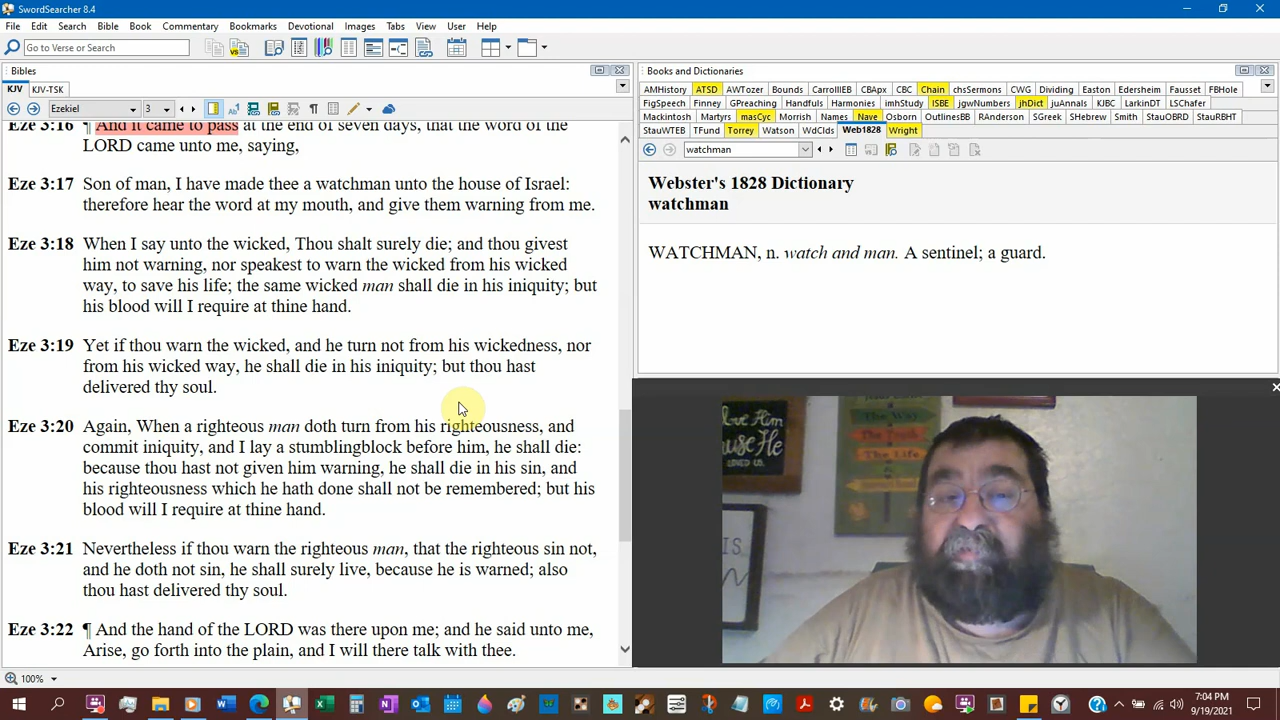 SwordSearcher 8.4
File Edit Search Bible Book Commentary Bookmarks Devotional Images Tabs View User Help
Go to Verse or Search
Bibles
KJV KJV-TSK
Ezekiel 3
Eze 3:16 ¶ And it came to pass at the end of seven days, that the word of the
LORD came unto me, saying,
Eze 3:17 Son of man, I have made thee a watchman unto the house of Israel:
therefore hear the word at my mouth, and give them warning from me.
Eze 3:18 When I say unto the wicked, Thou shalt surely die; and thou givest
him not warning, nor speakest to warn the wicked from his wicked
way, to save his life; the same wicked man shall die in his iniquity; but
his blood will I require at thine hand.
Eze 3:19 Yet if thou warn the wicked, and he turn not from his wickedness, nor
from his wicked way, he shall die in his iniquity; but thou hast
delivered thy soul.
Eze 3:20 Again, When a righteous man doth turn from his righteousness, and
commit iniquity, and I lay a stumblingblock before him, he shall die:
because thou hast not given him warning, he shall die in his sin, and
his righteousness which he hath done shall not be remembered; but his
blood will I require at thine hand.
Eze 3:21 Nevertheless if thou warn the righteous man, that the righteous sin not,
and he doth not sin, he shall surely live, because he is warned; also
thou hast delivered thy soul.
Eze 3:22 ¶ And the hand of the LORD was there upon me; and he said unto me,
Arise, go forth into the plain, and I will there talk with thee.
100%
Books and Dictionaries
AMHistory ATSD AWTozer Bounds CarrollIEB CBApx CBC Chain chsSermons CWG Dividing Easton Edersheim Fausset FBHole
FigSpeech Finney GPreaching Handfuls Harmonies imhStudy ISBE jgwNumbers jhDict juAnnals KJBC LarkinDT LSChafer
Mackintosh Martyrs masCyc Morrish Names Nave Osborn OutlinesBB RAnderson SGreek SHebrew Smith StauOBRD StauRBHT
StauWTEB TFund Torrey Watson WdClds Web1828 Wright
watchman
Webster's 1828 Dictionary
watchman
WATCHMAN, n. watch and man. A sentinel; a guard.
The Way
The Truth
The Life
7:04 PM
9/19/2021